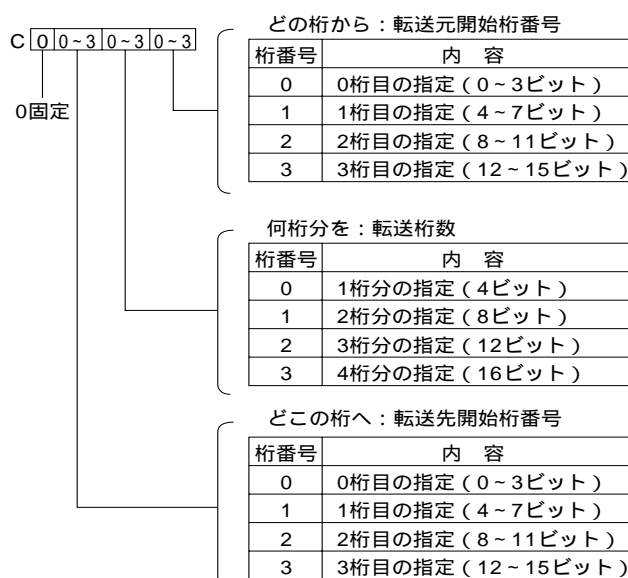 C 0 0~3 0~3 0~3
0固定
どの桁から：転送元開始桁番号
桁番号 内 容
0 0桁目の指定(0~3ビット)
1 1桁目の指定(4~7ビット)
2 2桁目の指定(8~11ビット)
3 3桁目の指定(12~15ビット)
何桁分を：転送桁数
桁番号 内 容
0 1桁分の指定(4ビット)
1 2桁分の指定(8ビット)
2 3桁分の指定(12ビット)
3 4桁分の指定(16ビット)
どこの桁へ：転送先開始桁番号
桁番号 内 容
0 0桁目の指定(0~3ビット)
1 1桁目の指定(4~7ビット)
2 2桁目の指定(8~11ビット)
3 3桁目の指定(12~15ビット)